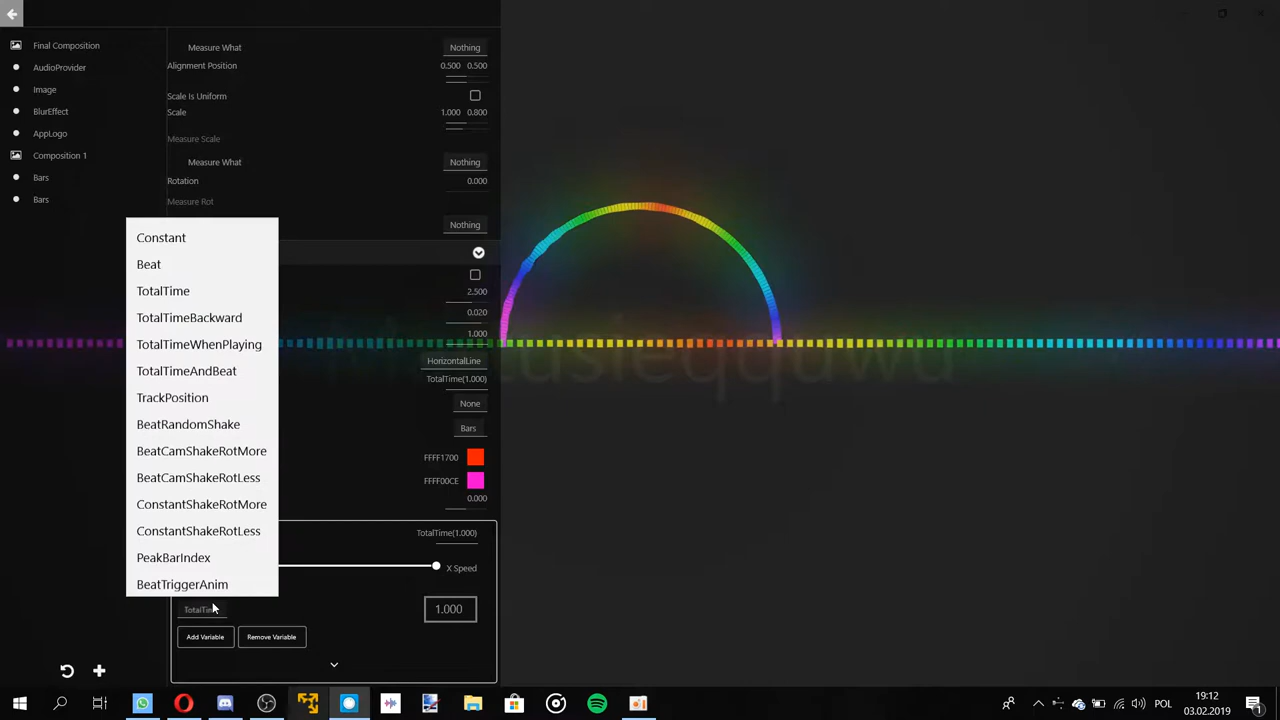 Final Composition
AudioProvider
Image
BlurEffect
AppLogo
Composition 1
Bars
Bars
Measure What Nothing
Alignment Position 0.500 0.500
Scale Is Uniform
Scale 1.000 0.800
Measure Scale
Measure What Nothing
Rotation 0.000
Measure Rot
Nothing
2.500
0.020
1.000
HorizontalLine
TotalTime(1.000)
None
Bars
FFFF1700
FFFF00CE
0.000
Constant
Beat
TotalTime
TotalTimeBackward
TotalTimeWhenPlaying
TotalTimeAndBeat
TrackPosition
BeatRandomShake
BeatCamShakeRotMore
BeatCamShakeRotLess
ConstantShakeRotMore
ConstantShakeRotLess
PeakBarIndex
BeatTriggerAnim
TotalTime(1.000)
X Speed
TotalTime 1.000
Add Variable Remove Variable
POL
19:12
03.02.2019